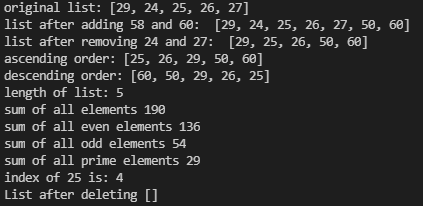 original list: [29, 24, 25, 26, 27]
list after adding 58 and 60:  [29, 24, 25, 26, 27, 50, 60]
list after removing 24 and 27:  [29, 25, 26, 50, 60]
ascending order: [25, 26, 29, 50, 60]
descending order: [60, 50, 29, 26, 25]
length of list: 5
sum of all elements 190
sum of all even elements 136
sum of all odd elements 54
sum of all prime elements 29
index of 25 is: 4
List after deleting []